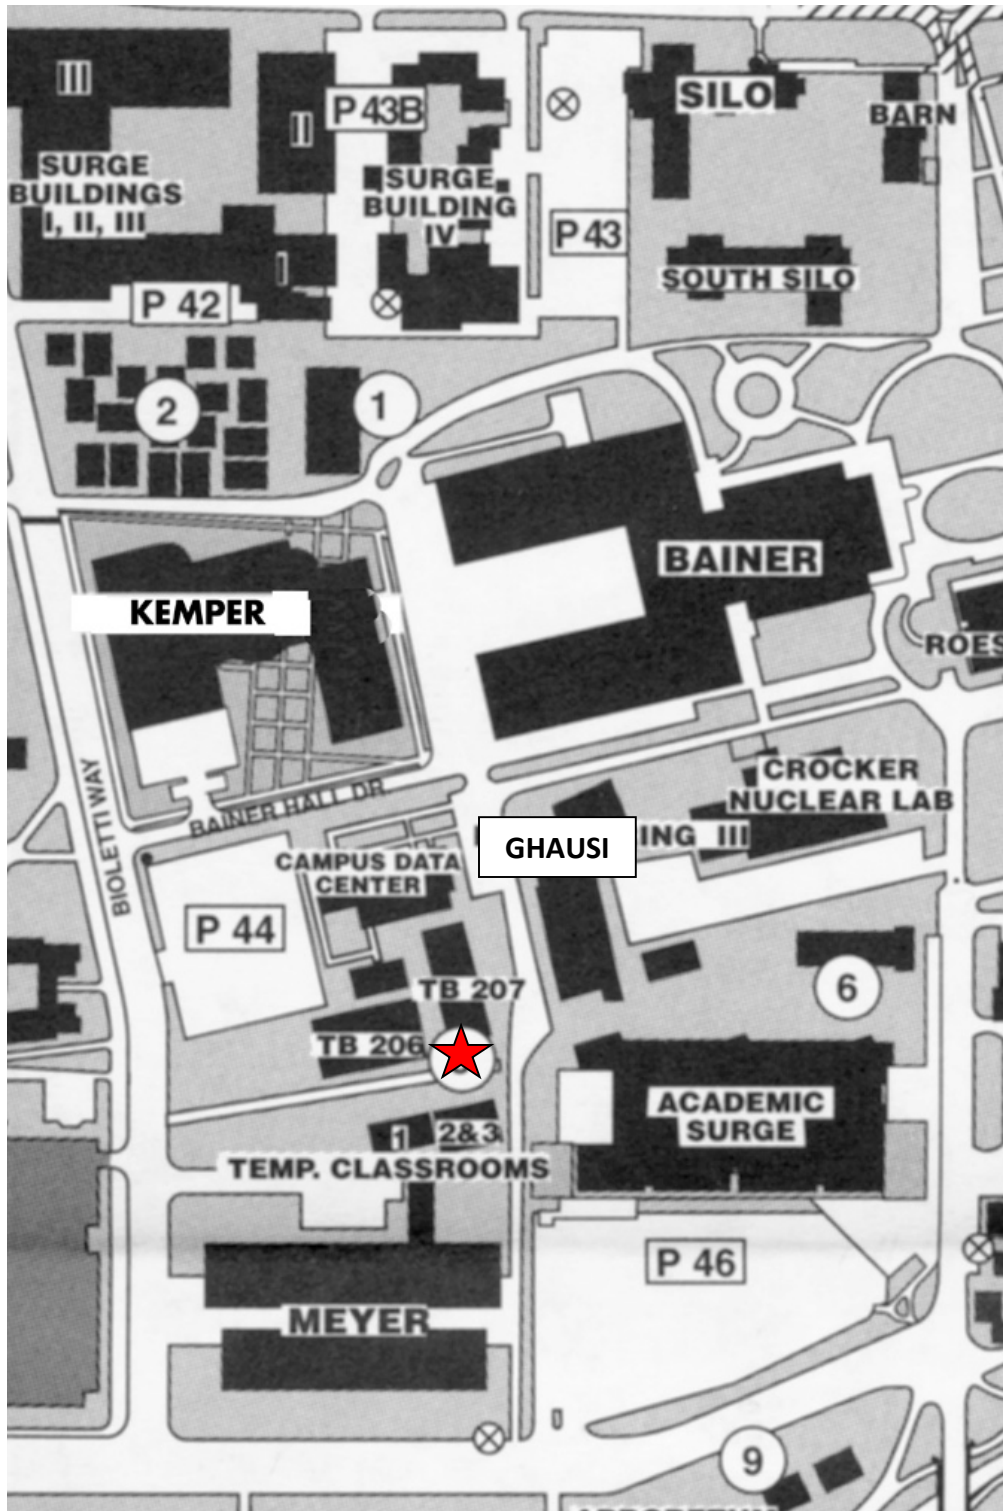 III
II
P 43B
SILO
BARN
SURGE
BUILDINGS
I, II, III
SURGE
BUILDING
IV
P 43
I
SOUTH SILO
P 42
2
1
BAINER
KEMPER
CROCKER
NUCLEAR LAB
BIOLETTI WAY
BAINER HALL DR.
GHAUSI
III
CAMPUS DATA
CENTER
P 44
TB 207
6
TB 206
ACADEMIC
SURGE
1
2&3
TEMP. CLASSROOMS
P 46
MEYER
9